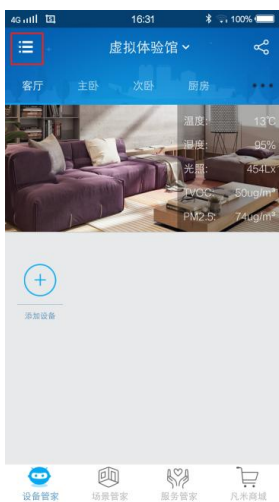 4G 16:31 100%
虚拟体验馆
客厅 主卧 次卧 厨房
温度: 13℃
湿度: 95%
光照: 454Lx
TVOC: 50ug/m³
PM2.5: 74ug/m³
添加设备
设备管家 场景管家 服务管家 凡米商城